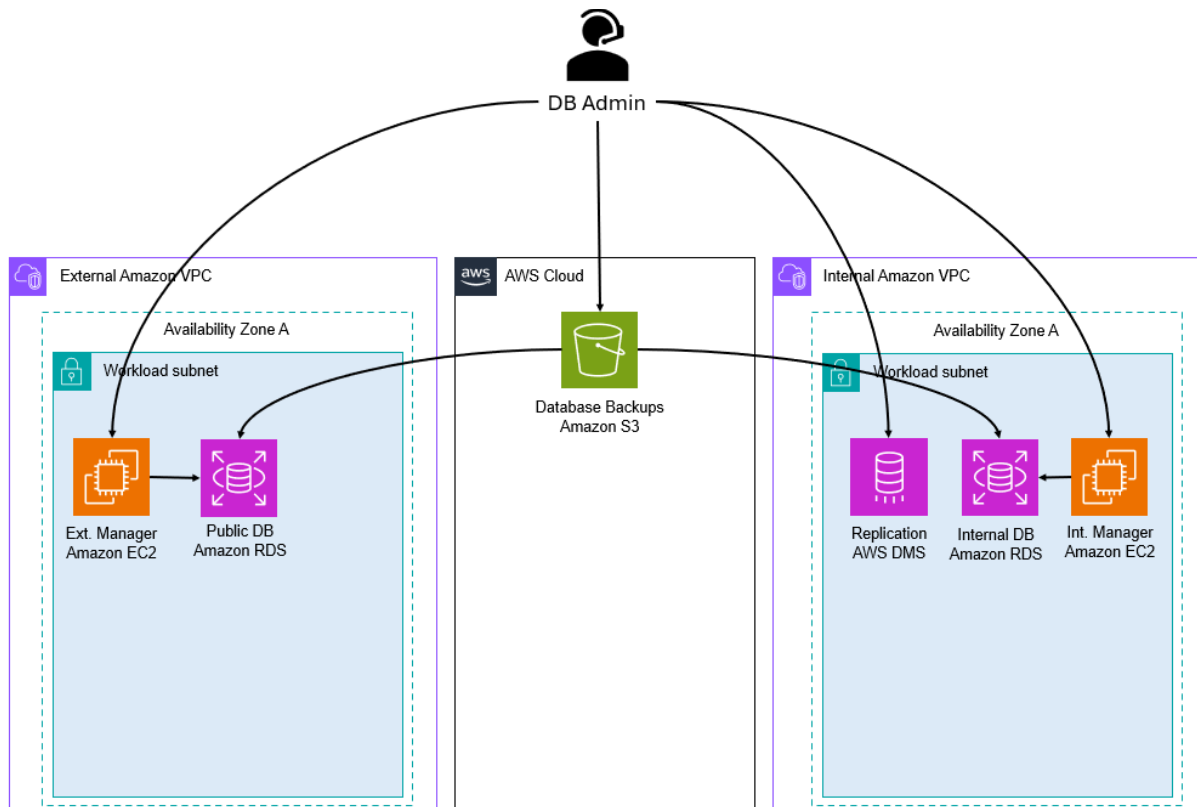 DB Admin
External Amazon VPC
aws
AWS Cloud
Internal Amazon VPC
Availability Zone A
Availability Zone A
Workload subnet
Workload subnet
Database Backups
Amazon S3
Ext. Manager
Amazon EC2
Public DB
Amazon RDS
Replication
AWS DMS
Internal DB
Amazon RDS
Int. Manager
Amazon EC2